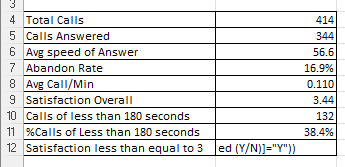 3
4 Total Calls 414
5 Calls Answered 344
6 Avg speed of Answer 56.6
7 Abandon Rate 16.9%
8 Avg Call/Min 0.110
9 Satisfaction Overall 3.44
10 Calls of less than 180 seconds 132
11 %Calls of Less than 180 seconds 38.4%
12 Satisfaction less than equal to 3 ed (Y/N)]="Y"))